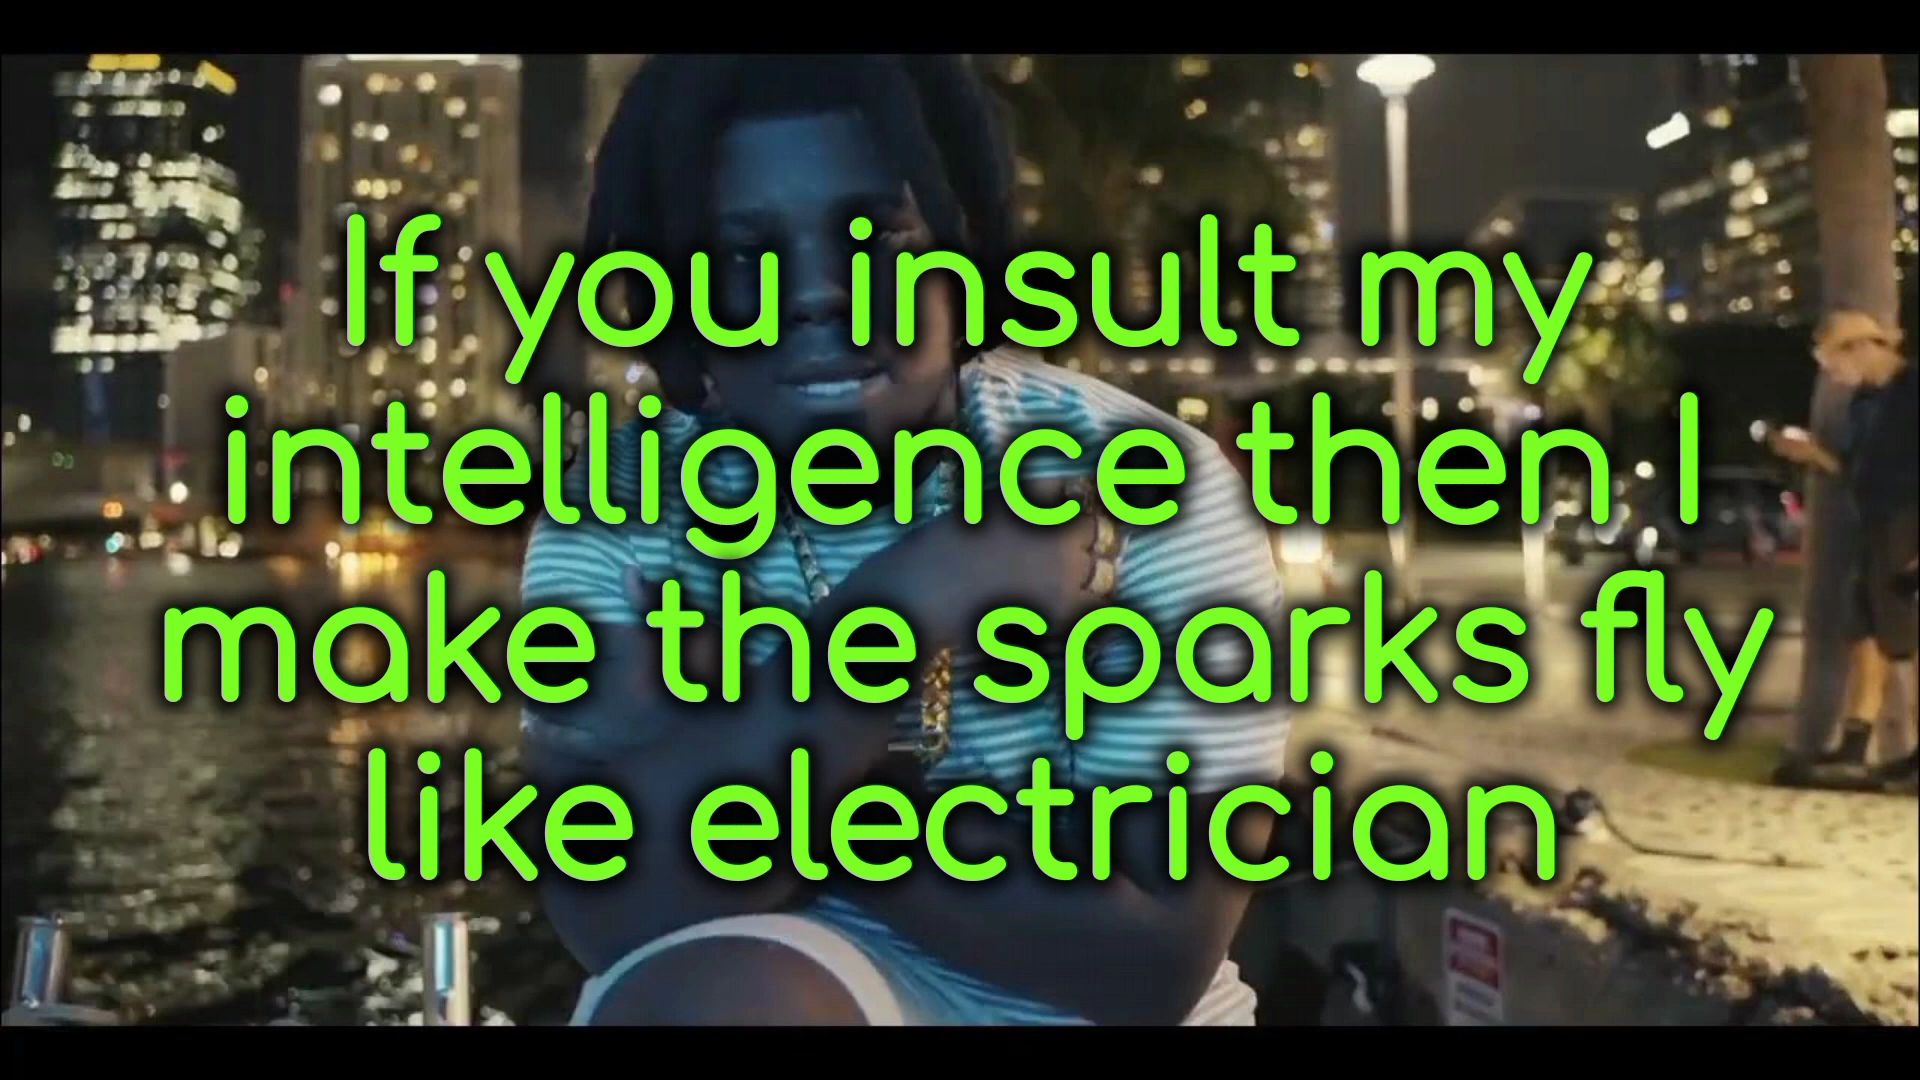 If you insult my
intelligence then I
make the sparks fly
like electrician